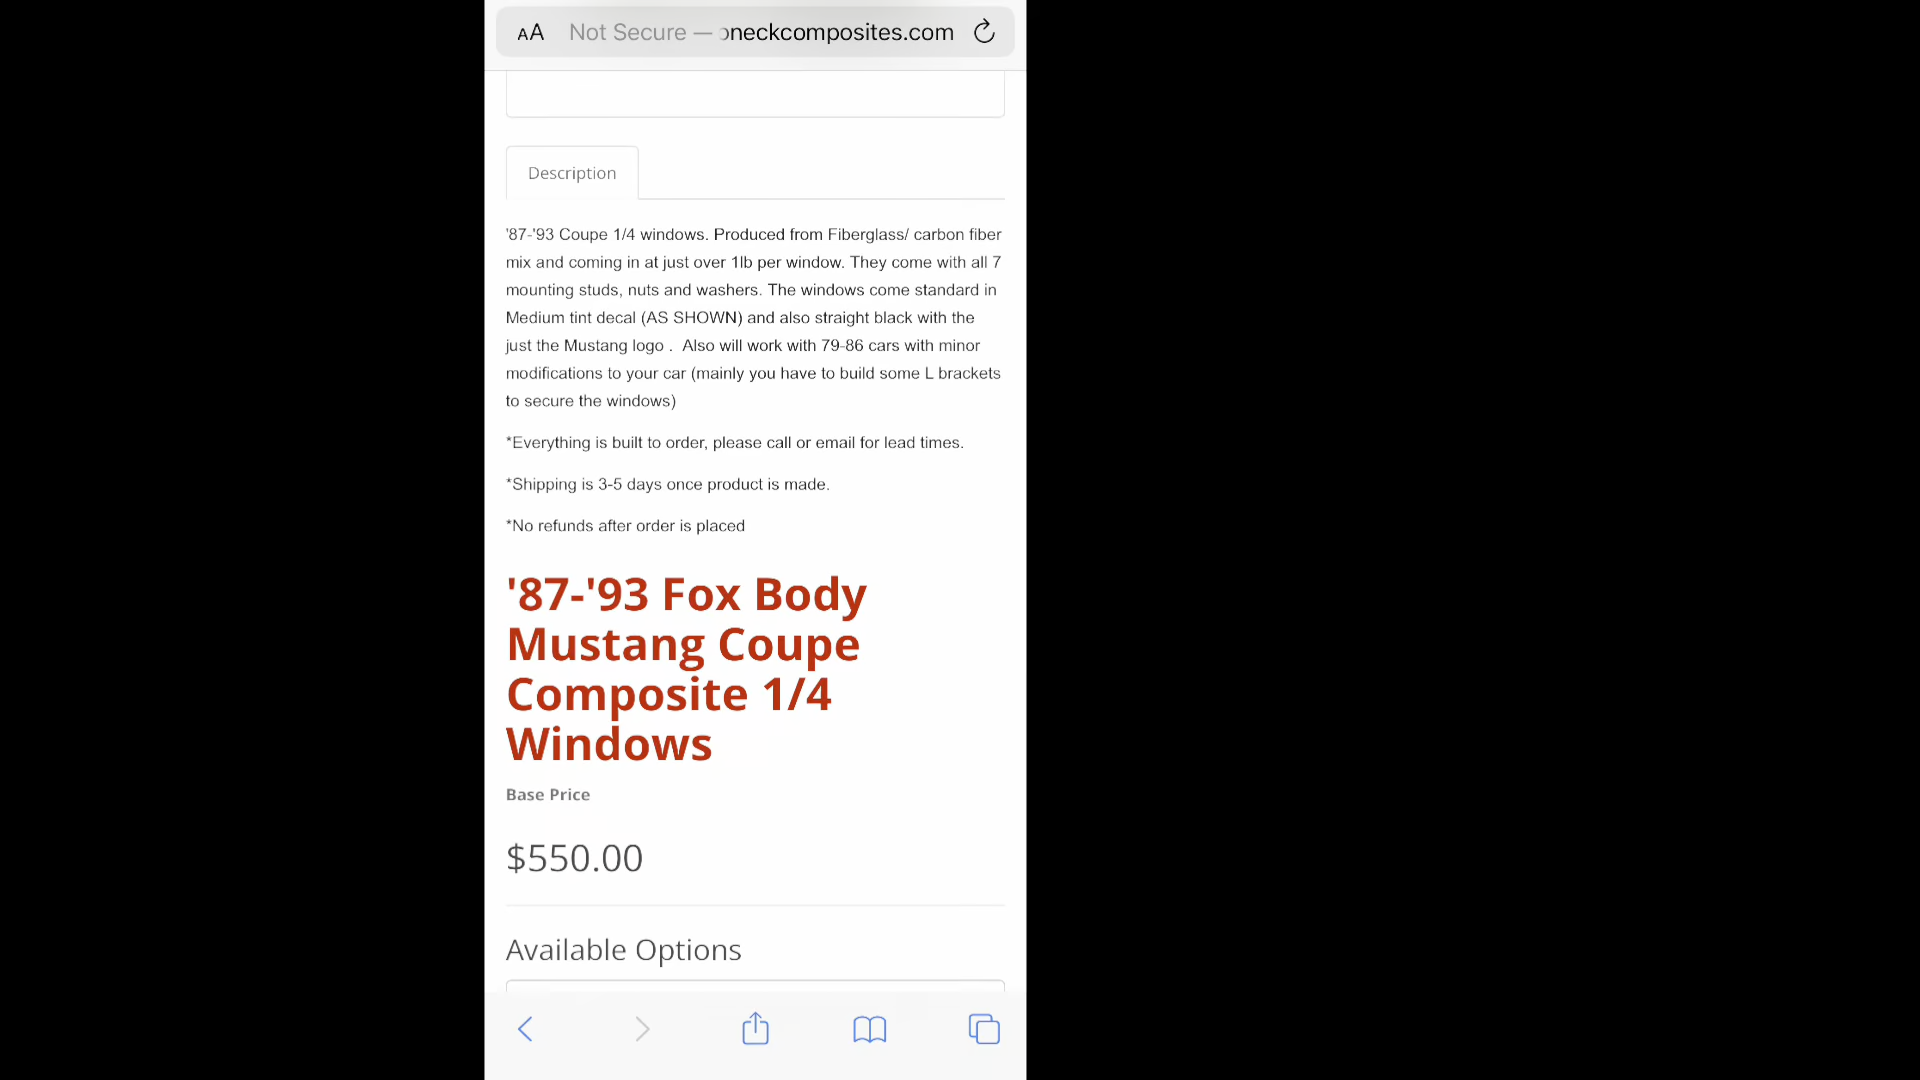 AA Not Secure — oneckcomposites.com
Description
'87-'93 Coupe 1/4 windows. Produced from Fiberglass/ carbon fiber
mix and coming in at just over 1lb per window. They come with all 7
mounting studs, nuts and washers. The windows come standard in
Medium tint decal (AS SHOWN) and also straight black with the
just the Mustang logo .  Also will work with 79-86 cars with minor
modifications to your car (mainly you have to build some L brackets
to secure the windows)
*Everything is built to order, please call or email for lead times.
*Shipping is 3-5 days once product is made.
*No refunds after order is placed
'87-'93 Fox Body
Mustang Coupe
Composite 1/4
Windows
Base Price
$550.00
Available Options